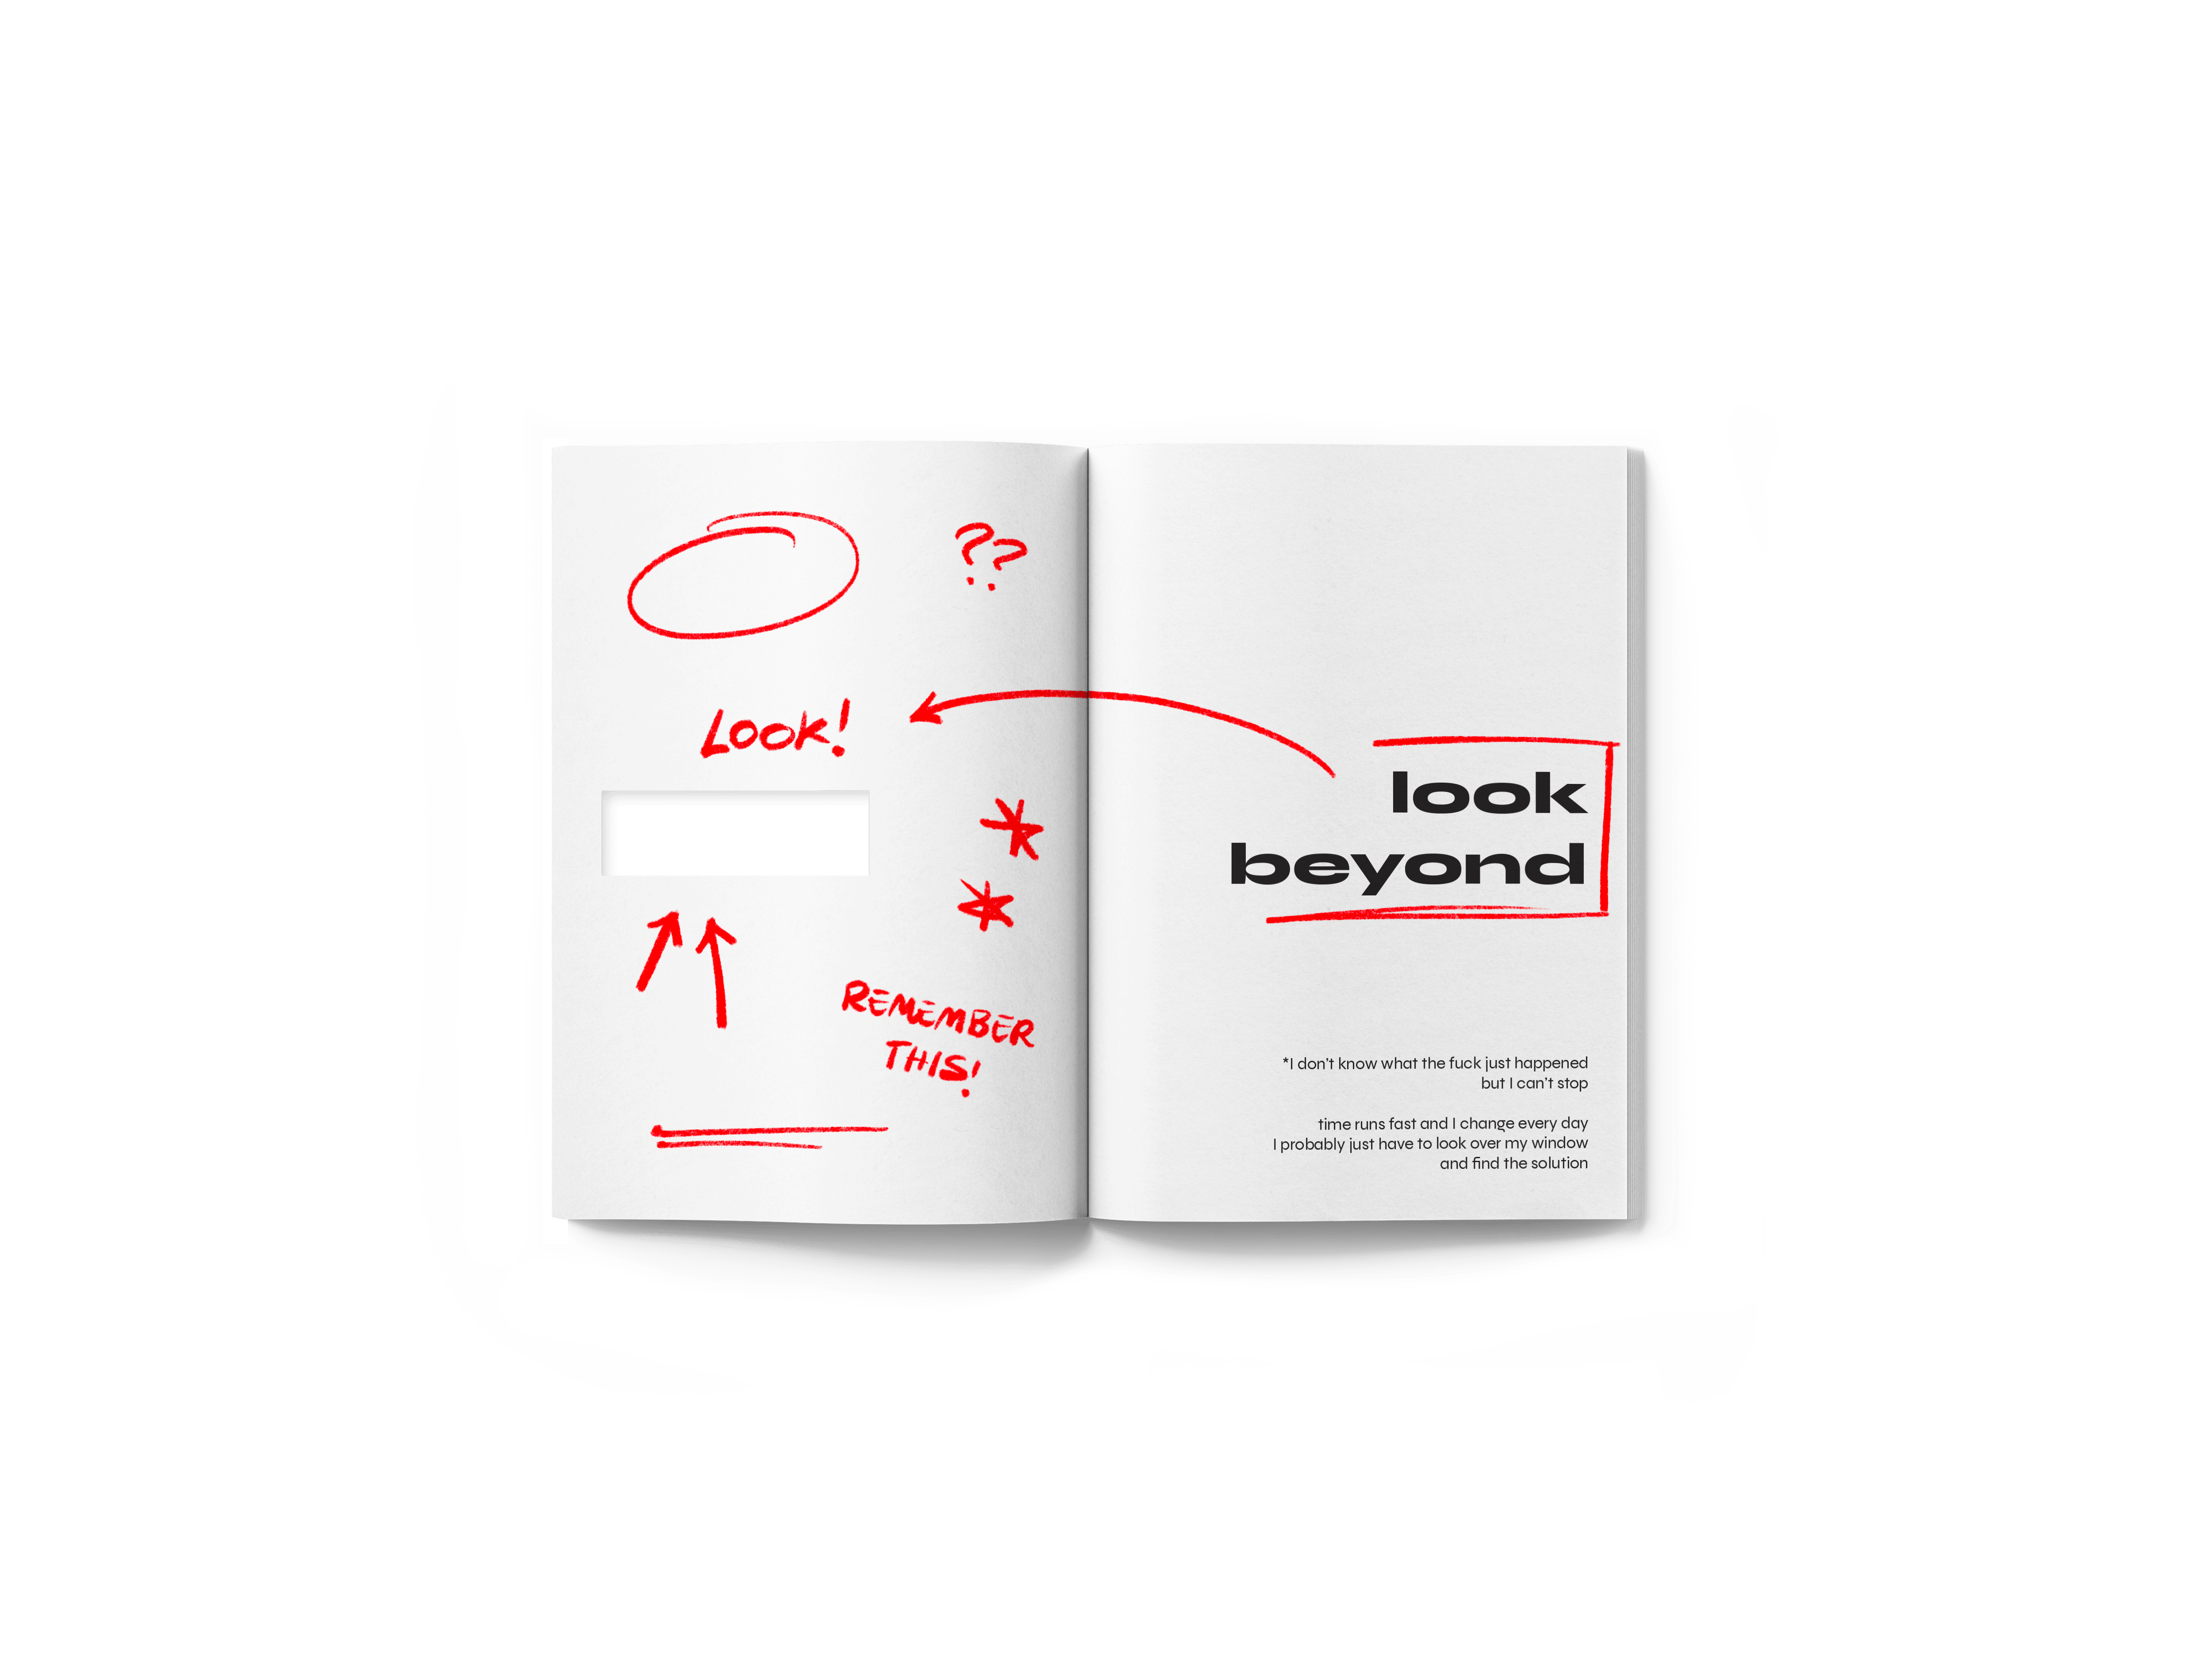 ??
Look!
*
*
REMEMBER
THIS!
look
beyond
*I don't know what the fuck just happened
but I can't stop
time runs fast and I change every day
I probably just have to look over my window
and find the solution